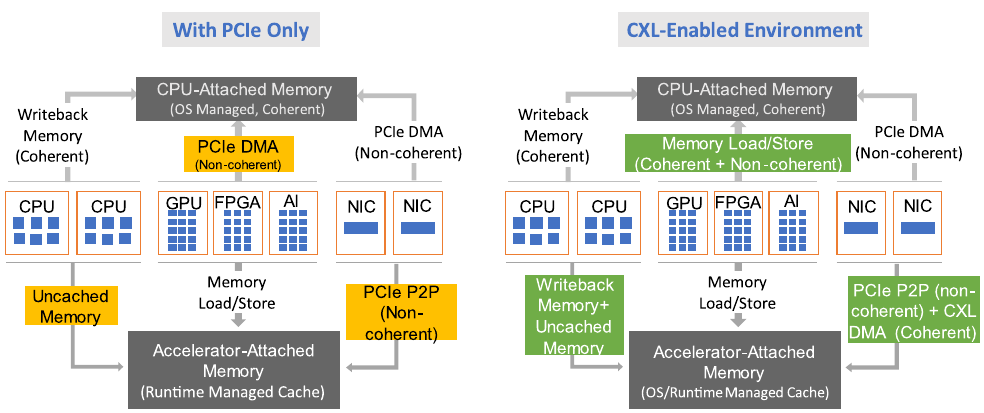 With PCIe Only
CPU-Attached Memory
(OS Managed, Coherent)
Writeback
Memory
(Coherent)
PCIe DMA
(Non-coherent)
PCIe DMA
(Non-coherent)
CPU
CPU
GPU
FPGA
AI
NIC
NIC
Uncached
Memory
Memory
Load/Store
PCIe P2P
(Non-
coherent)
Accelerator-Attached
Memory
(Runtime Managed Cache)
CXL-Enabled Environment
CPU-Attached Memory
(OS Managed, Coherent)
Writeback
Memory
(Coherent)
Memory Load/Store
(Coherent + Non-coherent)
PCIe DMA
(Non-coherent)
CPU
CPU
GPU
FPGA
AI
NIC
NIC
Writeback
Memory+
Uncached
Memory
Memory
Load/Store
PCIe P2P (non-
coherent) + CXL
DMA (Coherent)
Accelerator-Attached
Memory
(OS/Runtime Managed Cache)